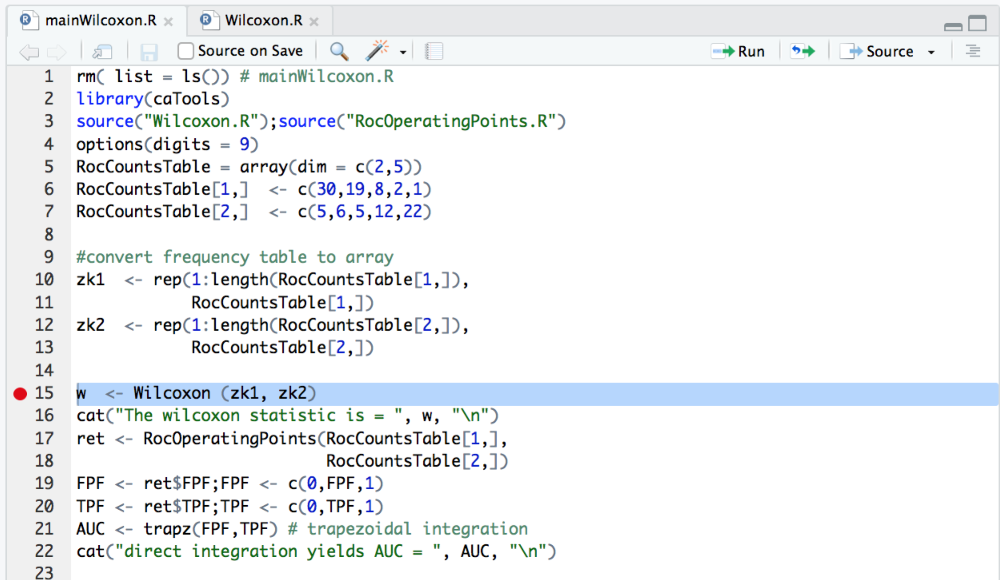 mainWilcoxon.R × Wilcoxon.R ×
Source on Save Run Source
1 rm( list = ls()) # mainWilcoxon.R
2 library(caTools)
3 source("Wilcoxon.R");source("RocOperatingPoints.R")
4 options(digits = 9)
5 RocCountsTable = array(dim = c(2,5))
6 RocCountsTable[1,]  <- c(30,19,8,2,1)
7 RocCountsTable[2,]  <- c(5,6,5,12,22)
8
9 #convert frequency table to array
10 zk1  <- rep(1:length(RocCountsTable[1,]),
11             RocCountsTable[1,])
12 zk2  <- rep(1:length(RocCountsTable[2,]),
13             RocCountsTable[2,])
14
15 w  <- Wilcoxon (zk1, zk2)
16 cat("The wilcoxon statistic is = ", w, "\n")
17 ret <- RocOperatingPoints(RocCountsTable[1,],
18                           RocCountsTable[2,])
19 FPF <- ret$FPF;FPF <- c(0,FPF,1)
20 TPF <- ret$TPF;TPF <- c(0,TPF,1)
21 AUC <- trapz(FPF,TPF) # trapezoidal integration
22 cat("direct integration yields AUC = ", AUC, "\n")
23